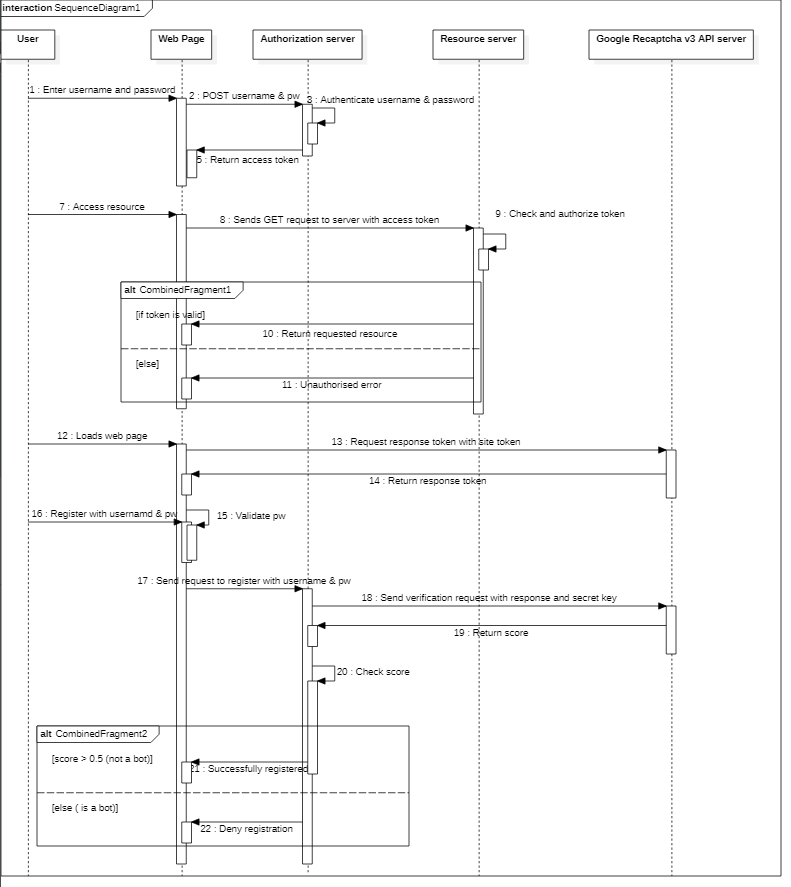 interaction SequenceDiagram1
User
Web Page
Authorization server
Resource server
Google Recaptcha v3 API server
1 : Enter username and password
2 : POST username & pw
3 : Authenticate username & password
5 : Return access token
7 : Access resource
8 : Sends GET request to server with access token
9 : Check and authorize token
alt CombinedFragment1
[if token is valid]
10 : Return requested resource
[else]
11 : Unauthorised error
12 : Loads web page
13 : Request response token with site token
14 : Return response token
16 : Register with usernamd & pw
15 : Validate pw
17 : Send request to register with username & pw
18 : Send verification request with response and secret key
19 : Return score
20 : Check score
alt CombinedFragment2
[score > 0.5 (not a bot)]
21 : Successfully registered
[else ( is a bot)]
22 : Deny registration